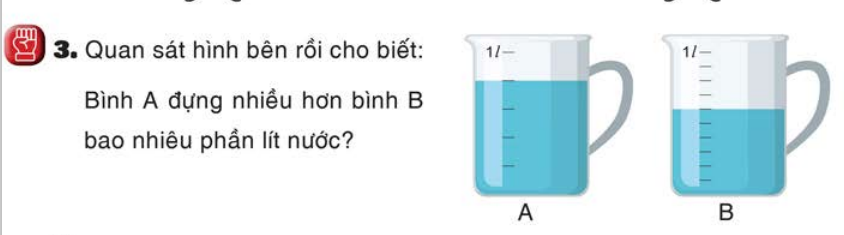 3. Quan sát hình bên rồi cho biết:
Bình A đựng nhiều hơn bình B
bao nhiêu phần lít nước?
1l
1l
A
B